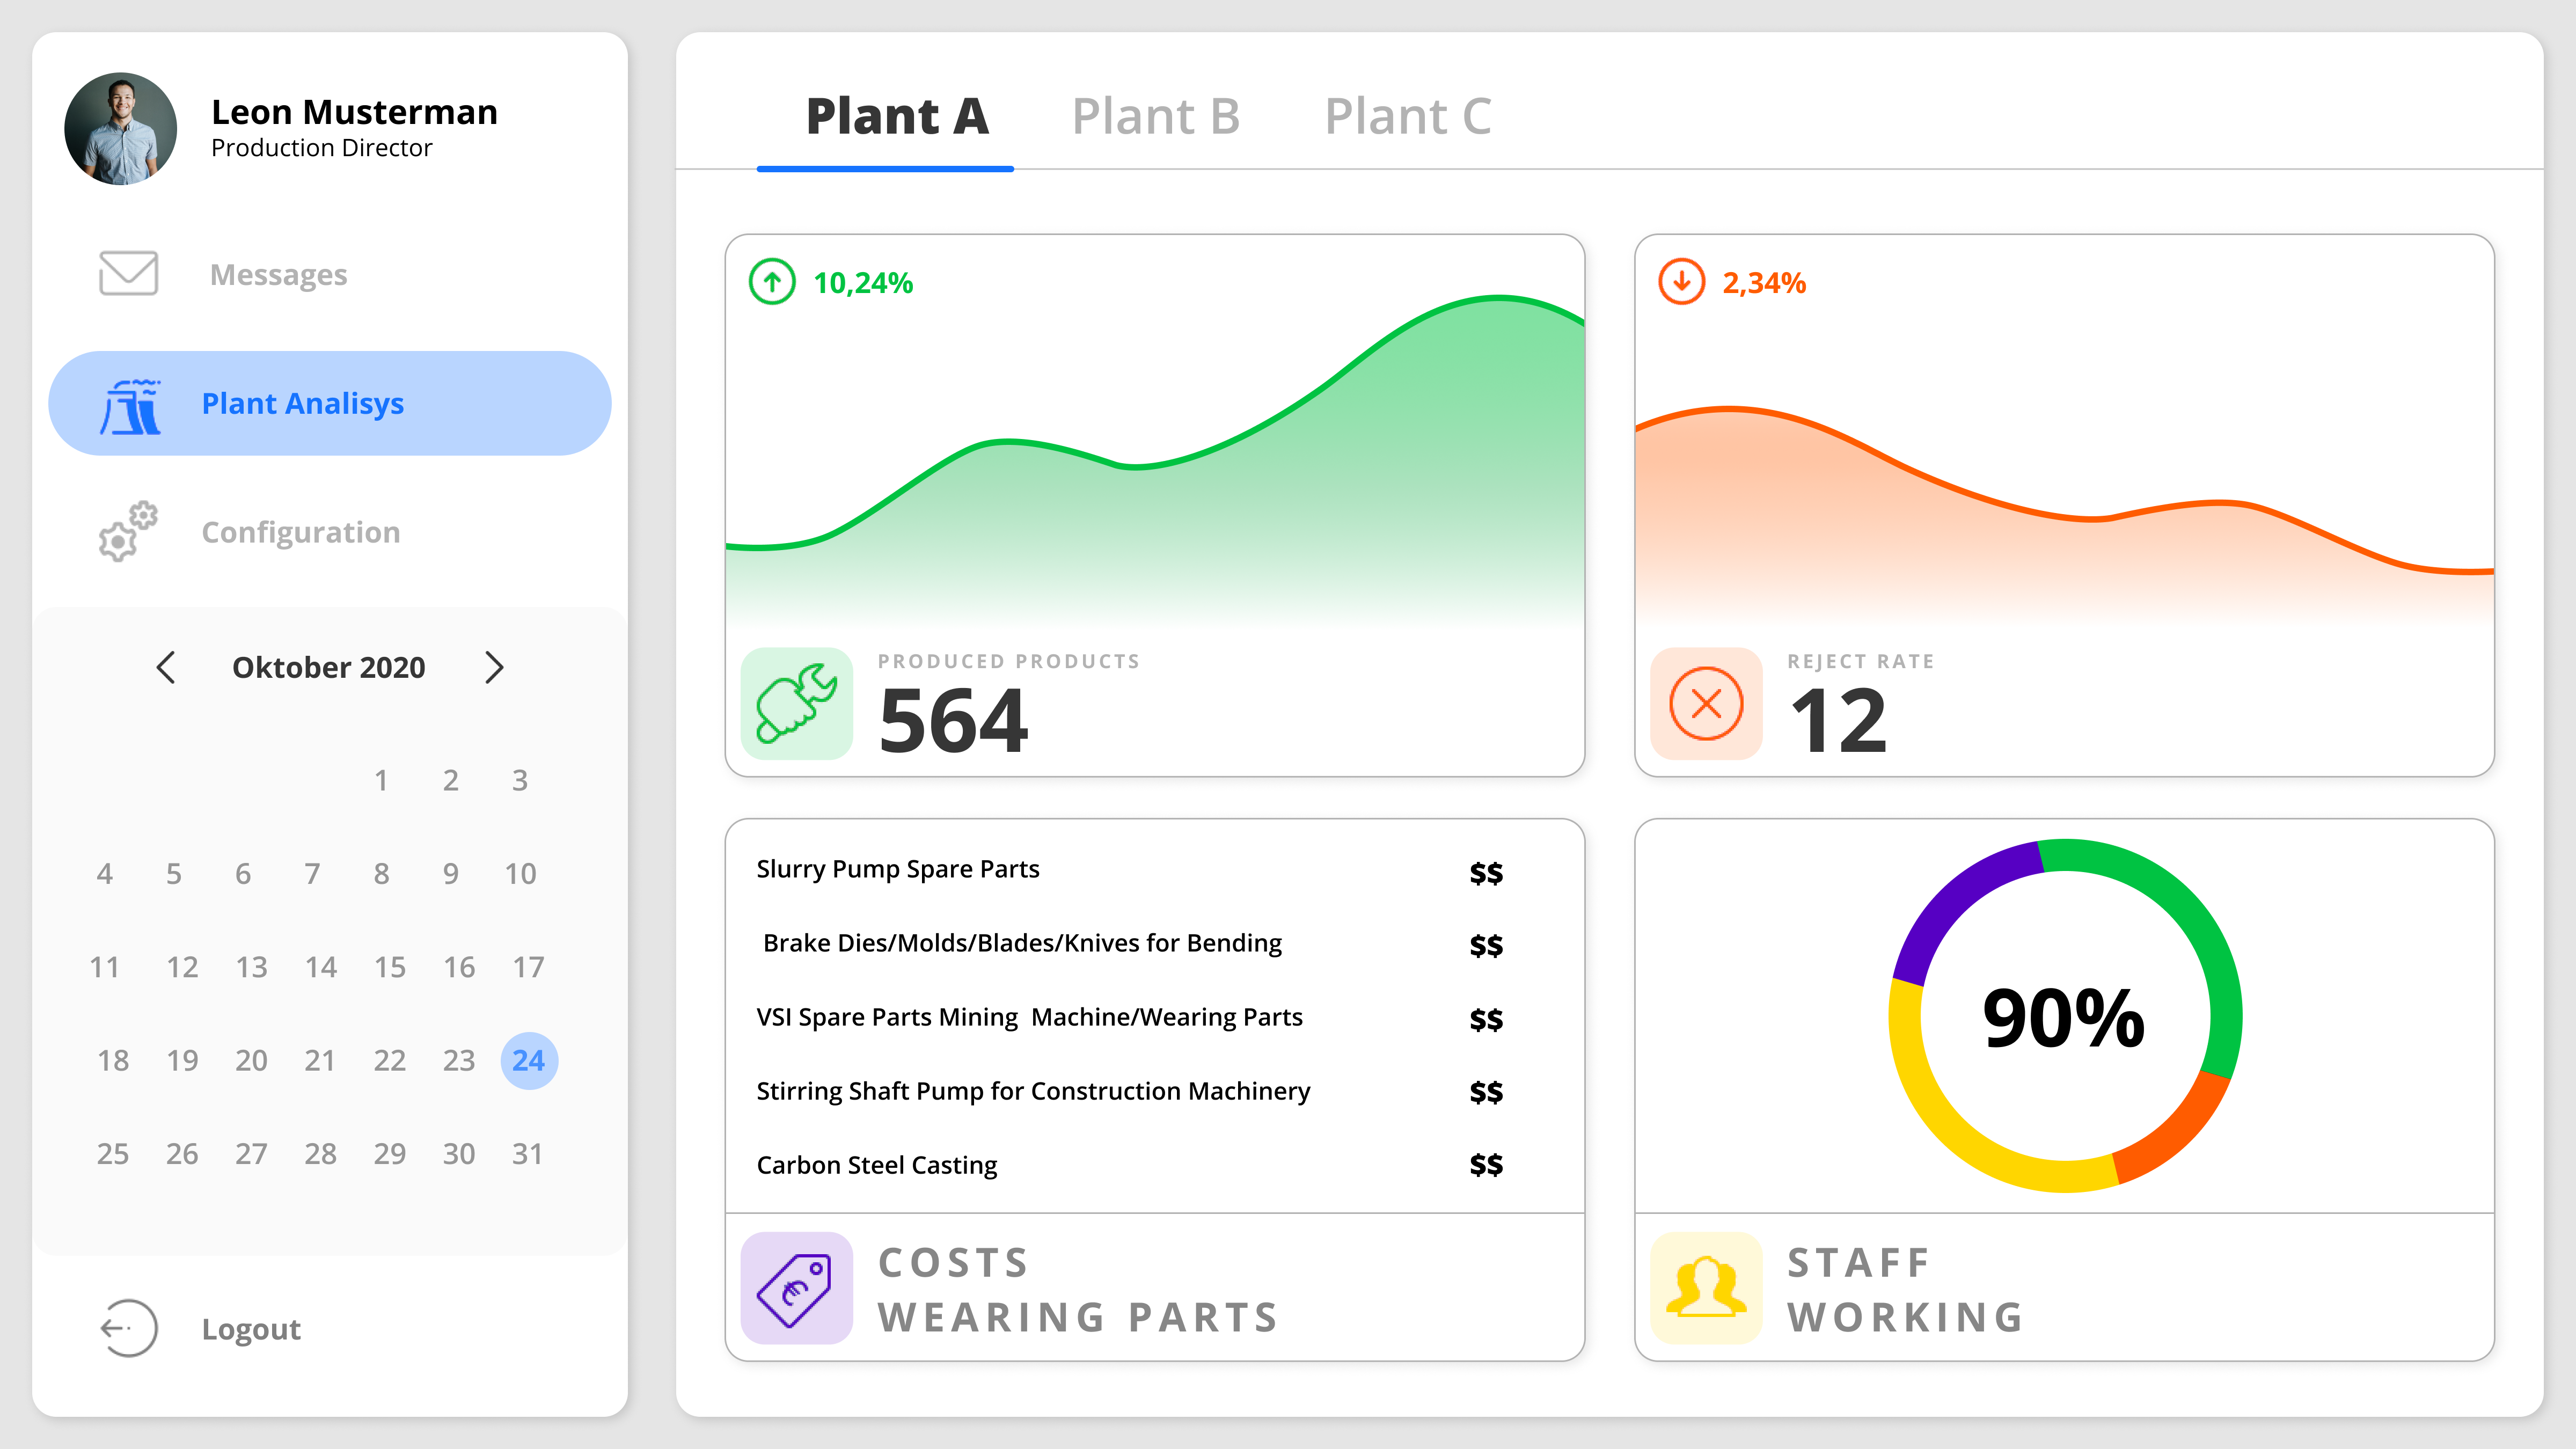 Leon Musterman
Production Director
Messages
Plant Analisys
Configuration
Oktober 2020
1 2 3
4 5 6 7 8 9 10
11 12 13 14 15 16 17
18 19 20 21 22 23 24
25 26 27 28 29 30 31
Logout
Plant A Plant B Plant C
10,24%
PRODUCED PRODUCTS
564
2,34%
REJECT RATE
12
Slurry Pump Spare Parts $$
Brake Dies/Molds/Blades/Knives for Bending $$
VSI Spare Parts Mining  Machine/Wearing Parts $$
Stirring Shaft Pump for Construction Machinery $$
Carbon Steel Casting $$
€
COSTS
WEARING PARTS
90%
STAFF
WORKING